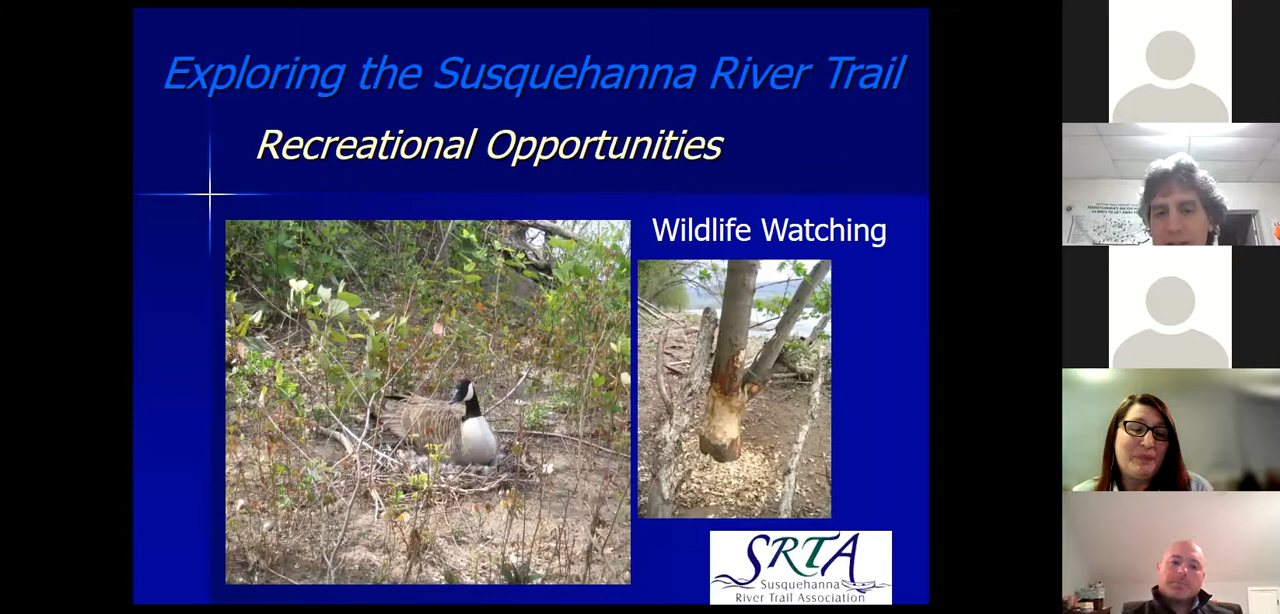 Exploring the Susquehanna River Trail
Recreational Opportunities
Wildlife Watching
SRTA
Susquehanna
River Trail Association